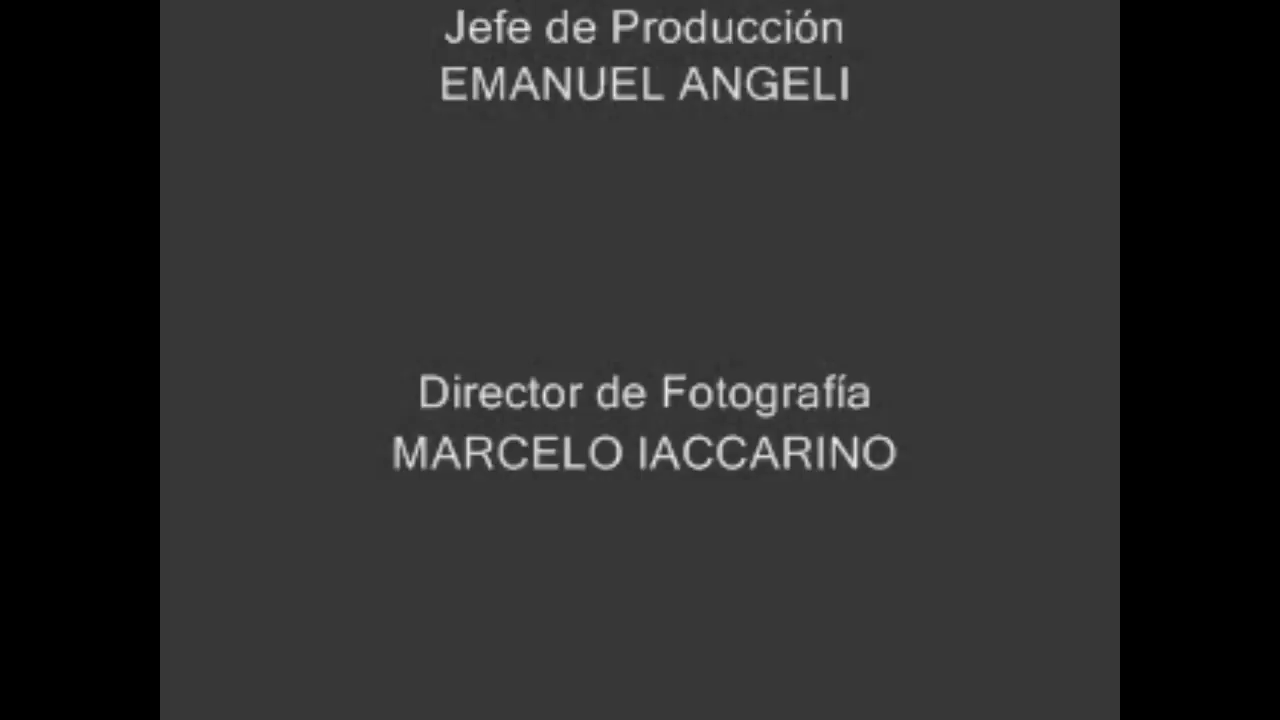 Jefe de Producción
EMANUEL ANGELI
Director de Fotografía
MARCELO IACCARINO